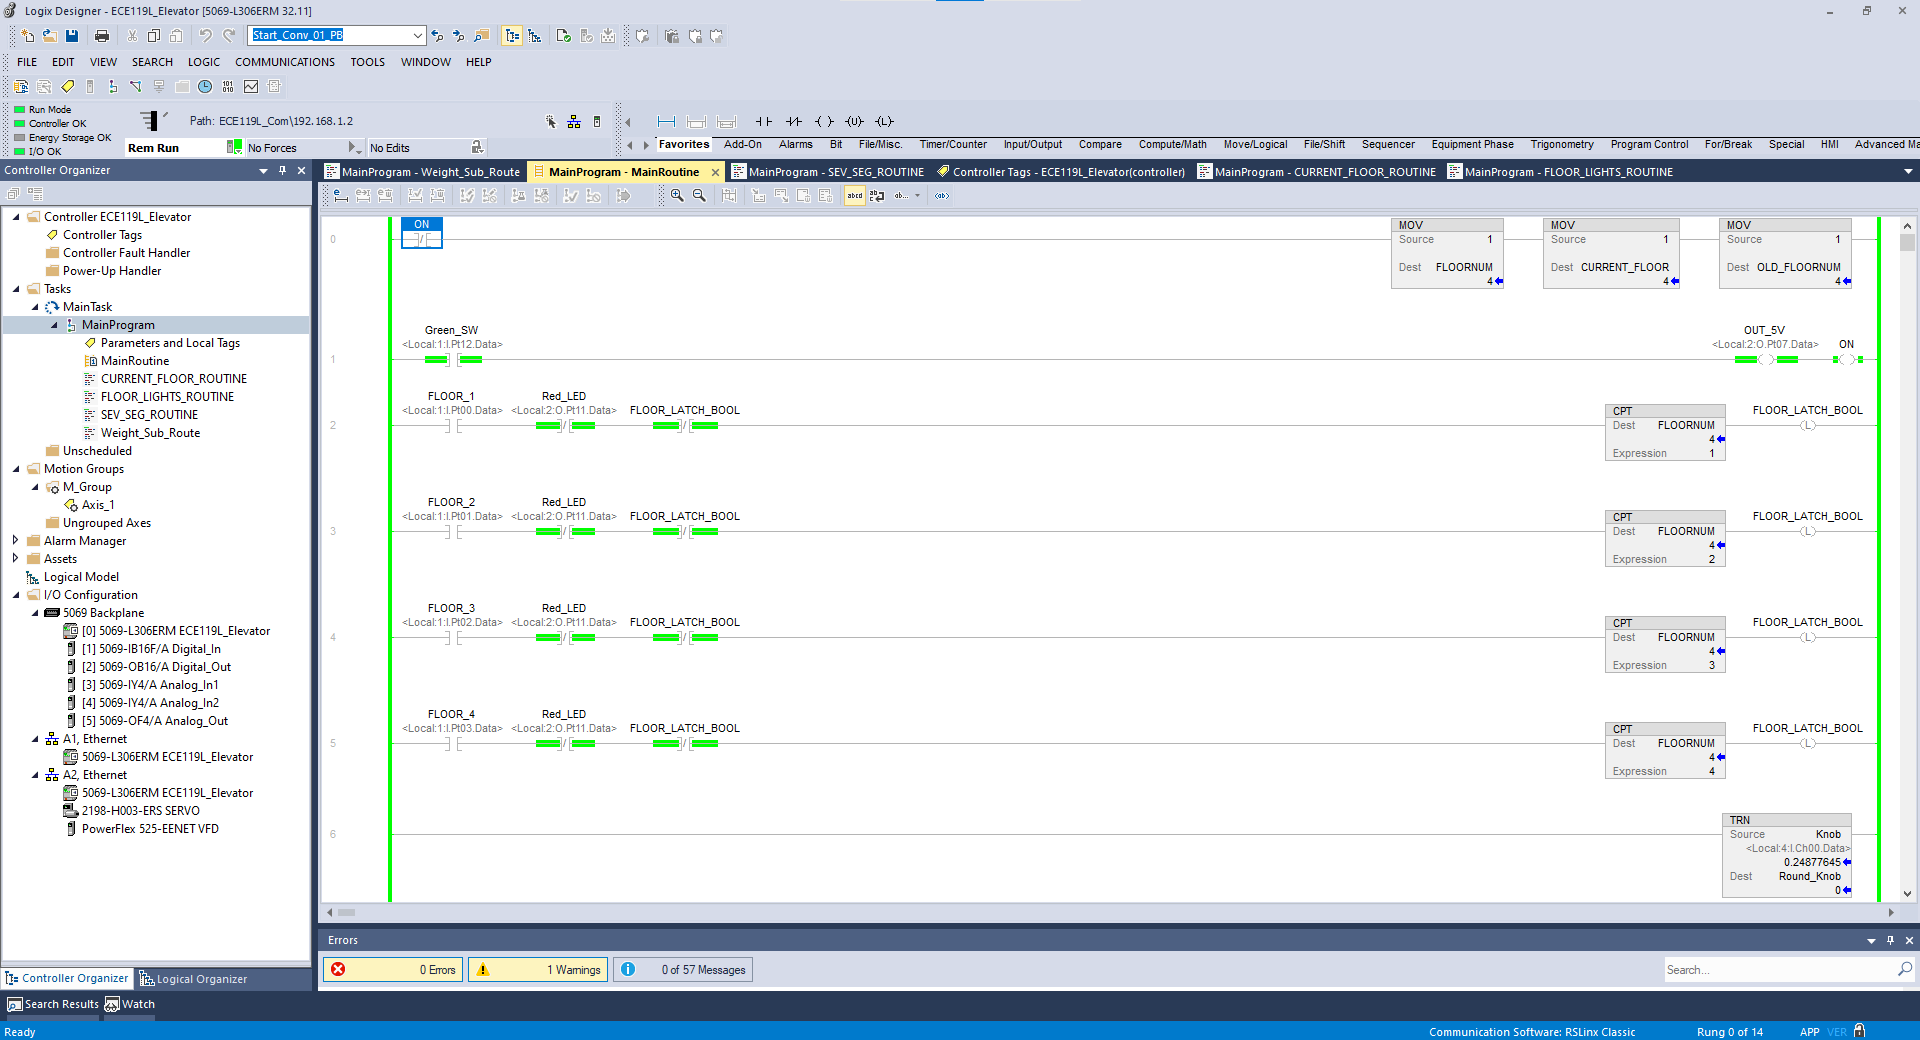 Logix Designer - ECE119L_Elevator [5069-L306ERM 32.11]
Start_Conv_01_PB
FILE EDIT VIEW SEARCH LOGIC COMMUNICATIONS TOOLS WINDOW HELP
Run Mode
Controller OK
Energy Storage OK
I/O OK
Path: ECE119L_Com\192.168.1.2
Rem Run No Forces No Edits
Favorites Add-On Alarms Bit File/Misc. Timer/Counter Input/Output Compare Compute/Math Move/Logical File/Shift Sequencer Equipment Phase Trigonometry Program Control For/Break Special HMI Advanced Ma
Controller Organizer
MainProgram - Weight_Sub_Route MainProgram - MainRoutine MainProgram - SEV_SEG_ROUTINE Controller Tags - ECE119L_Elevator(controller) MainProgram - CURRENT_FLOOR_ROUTINE MainProgram - FLOOR_LIGHTS_ROUTINE
Controller ECE119L_Elevator
Controller Tags
Controller Fault Handler
Power-Up Handler
Tasks
MainTask
MainProgram
Parameters and Local Tags
MainRoutine
CURRENT_FLOOR_ROUTINE
FLOOR_LIGHTS_ROUTINE
SEV_SEG_ROUTINE
Weight_Sub_Route
Unscheduled
Motion Groups
M_Group
Axis_1
Ungrouped Axes
Alarm Manager
Assets
Logical Model
I/O Configuration
5069 Backplane
[0] 5069-L306ERM ECE119L_Elevator
[1] 5069-IB16F/A Digital_In
[2] 5069-OB16/A Digital_Out
[3] 5069-IY4/A Analog_In1
[4] 5069-IY4/A Analog_In2
[5] 5069-OF4/A Analog_Out
A1, Ethernet
5069-L306ERM ECE119L_Elevator
A2, Ethernet
5069-L306ERM ECE119L_Elevator
2198-H003-ERS SERVO
PowerFlex 525-EENET VFD
Controller Organizer Logical Organizer
abcd ab...
ON MOV MOV MOV
0 Source 1 Source 1 Source 1
Dest FLOORNUM Dest CURRENT_FLOOR Dest OLD_FLOORNUM
4 4 4
Green_SW OUT_5V
<Local:1:I.Pt12.Data> <Local:2:O.Pt07.Data> ON
1
FLOOR_1 Red_LED
<Local:1:I.Pt00.Data> <Local:2:O.Pt11.Data> FLOOR_LATCH_BOOL CPT FLOOR_LATCH_BOOL
2 Dest FLOORNUM L
4
Expression 1
FLOOR_2 Red_LED
<Local:1:I.Pt01.Data> <Local:2:O.Pt11.Data> FLOOR_LATCH_BOOL CPT FLOOR_LATCH_BOOL
3 Dest FLOORNUM L
4
Expression 2
FLOOR_3 Red_LED
<Local:1:I.Pt02.Data> <Local:2:O.Pt11.Data> FLOOR_LATCH_BOOL CPT FLOOR_LATCH_BOOL
4 Dest FLOORNUM L
4
Expression 3
FLOOR_4 Red_LED
<Local:1:I.Pt03.Data> <Local:2:O.Pt11.Data> FLOOR_LATCH_BOOL CPT FLOOR_LATCH_BOOL
5 Dest FLOORNUM L
4
Expression 4
TRN
6 Source Knob
<Local:4:I.Ch00.Data>
0.24877645
Dest Round_Knob
0
Errors
0 Errors 1 Warnings 0 of 57 Messages Search...
Search Results Watch
Ready Communication Software: RSLinx Classic Rung 0 of 14 APP VER